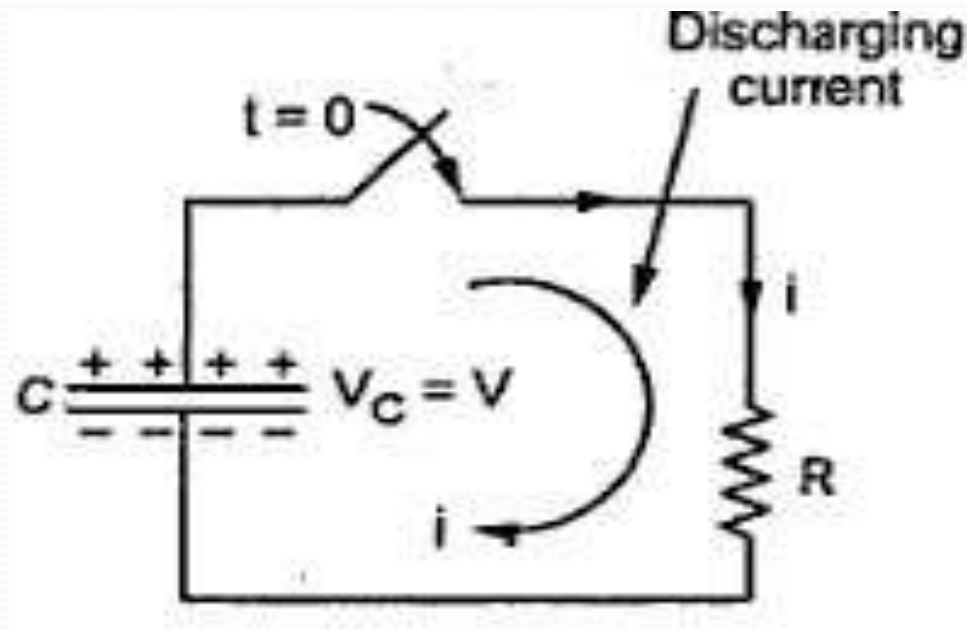 Discharging
current
t = 0
i
+ + + +
C
V_C = V
- - - -
R
i